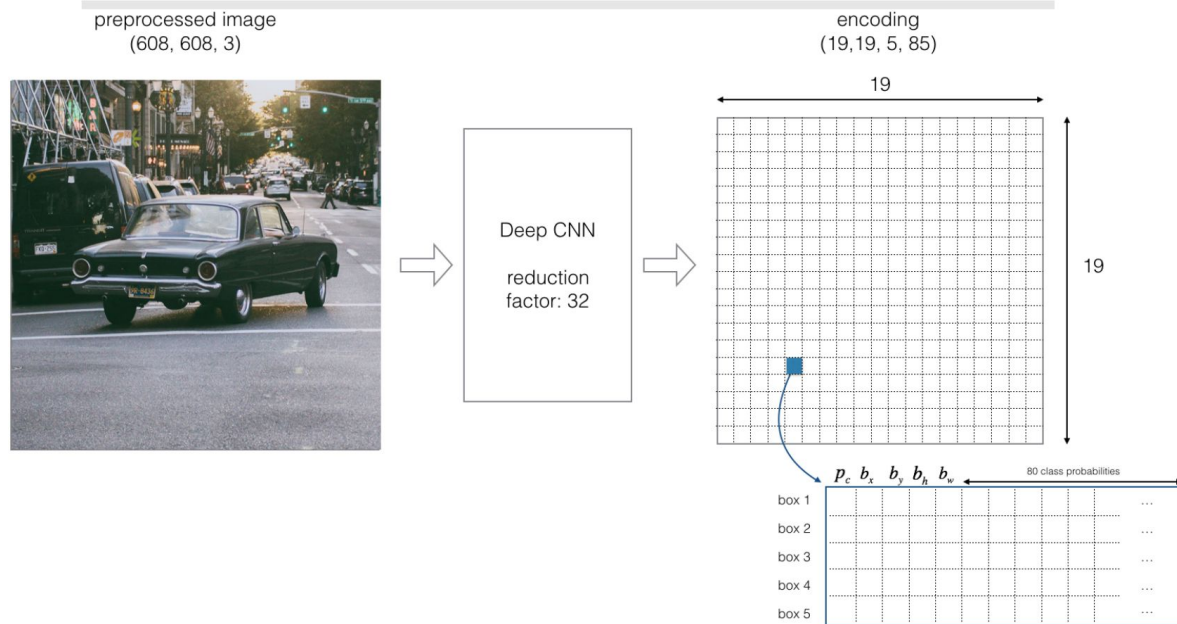 preprocessed image
(608, 608, 3)
encoding
(19,19, 5, 85)
19
BAR
Deep CNN
reduction
factor: 32
19
p_c b_x b_y b_h b_w
80 class probabilities
box 1
...
box 2
...
box 3
...
box 4
...
box 5
...